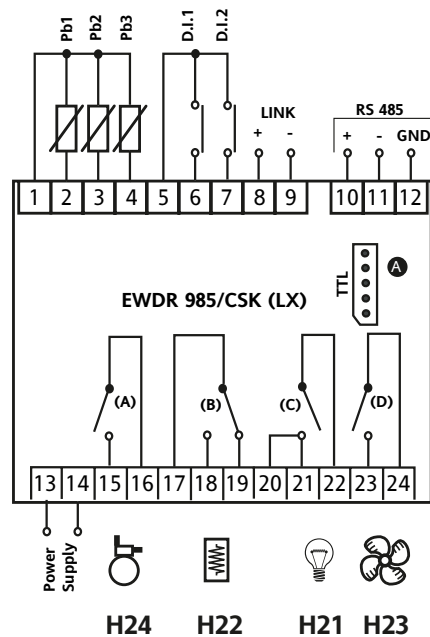 Pb1 Pb2 Pb3 D.I.1 D.I.2
LINK
+ -
RS 485
+ - GND
1 2 3 4 5 6 7 8 9 10 11 12
TTL A
EWDR 985/CSK (LX)
(A) (B) (C) (D)
13 14 15 16 17 18 19 20 21 22 23 24
Power
Supply
H24 H22 H21 H23